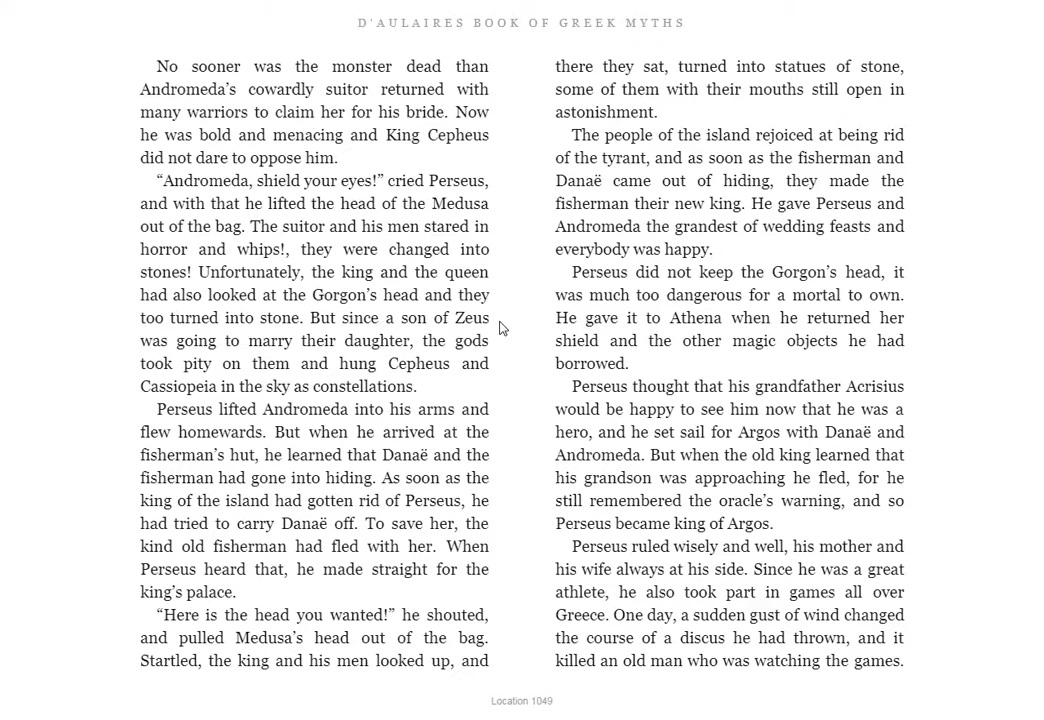 D'AULAIRES BOOK OF GREEK MYTHS
No sooner was the monster dead than
Andromeda’s cowardly suitor returned with
many warriors to claim her for his bride. Now
he was bold and menacing and King Cepheus
did not dare to oppose him.
“Andromeda, shield your eyes!” cried Perseus,
and with that he lifted the head of the Medusa
out of the bag. The suitor and his men stared in
horror and whips!, they were changed into
stones! Unfortunately, the king and the queen
had also looked at the Gorgon’s head and they
too turned into stone. But since a son of Zeus
was going to marry their daughter, the gods
took pity on them and hung Cepheus and
Cassiopeia in the sky as constellations.
Perseus lifted Andromeda into his arms and
flew homewards. But when he arrived at the
fisherman’s hut, he learned that Danaë and the
fisherman had gone into hiding. As soon as the
king of the island had gotten rid of Perseus, he
had tried to carry Danaë off. To save her, the
kind old fisherman had fled with her. When
Perseus heard that, he made straight for the
king’s palace.
“Here is the head you wanted!” he shouted,
and pulled Medusa’s head out of the bag.
Startled, the king and his men looked up, and
there they sat, turned into statues of stone,
some of them with their mouths still open in
astonishment.
The people of the island rejoiced at being rid
of the tyrant, and as soon as the fisherman and
Danaë came out of hiding, they made the
fisherman their new king. He gave Perseus and
Andromeda the grandest of wedding feasts and
everybody was happy.
Perseus did not keep the Gorgon’s head, it
was much too dangerous for a mortal to own.
He gave it to Athena when he returned her
shield and the other magic objects he had
borrowed.
Perseus thought that his grandfather Acrisius
would be happy to see him now that he was a
hero, and he set sail for Argos with Danaë and
Andromeda. But when the old king learned that
his grandson was approaching he fled, for he
still remembered the oracle’s warning, and so
Perseus became king of Argos.
Perseus ruled wisely and well, his mother and
his wife always at his side. Since he was a great
athlete, he also took part in games all over
Greece. One day, a sudden gust of wind changed
the course of a discus he had thrown, and it
killed an old man who was watching the games.
Location 1049